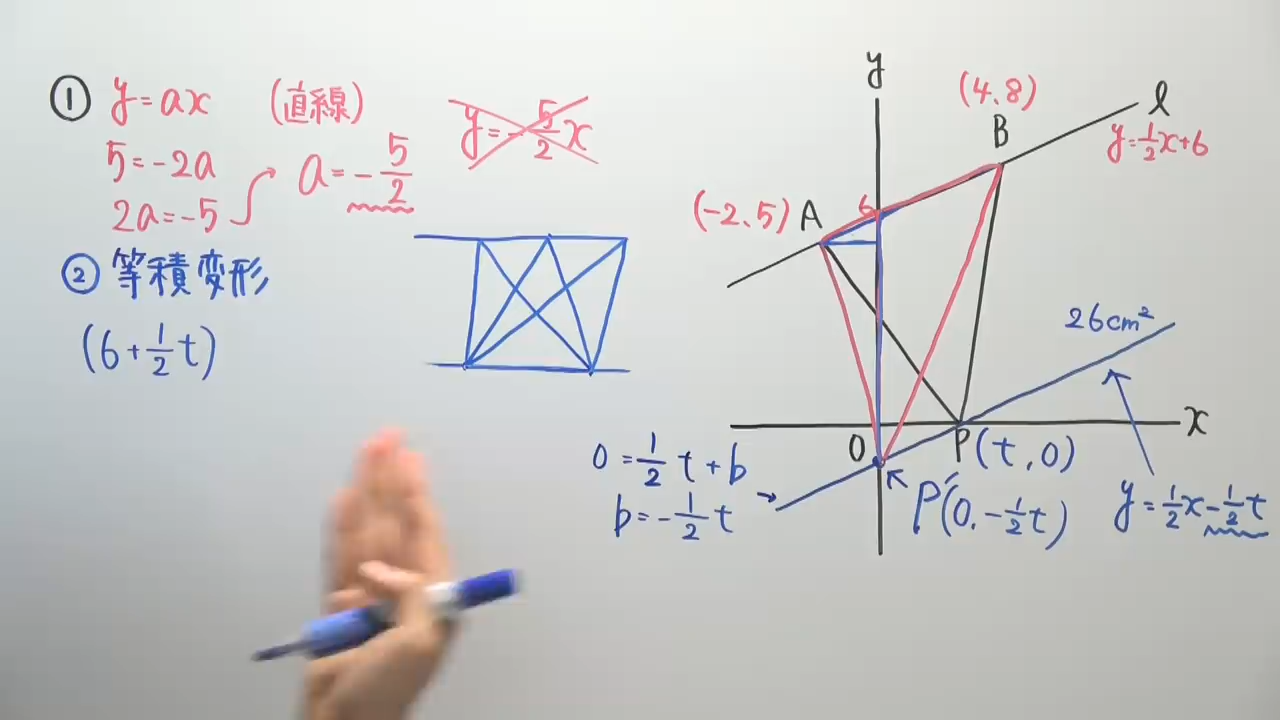 ① y=ax (直線)
5=-2a
2a=-5
a=-5/2
y=-5/2x
② 等積変形
(6+1/2t)
y
(4.8)
B
l
y=1/2x+6
(-2.5) A
6
26cm²
x
O
P(t,0)
0=1/2t+b
b=-1/2t
P'(0.-1/2t)
y=1/2x-1/2t